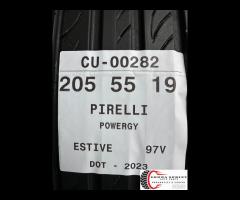 CU-00282
205 55 19
PIRELLI
POWERGY
ESTIVE 97V
DOT - 2023